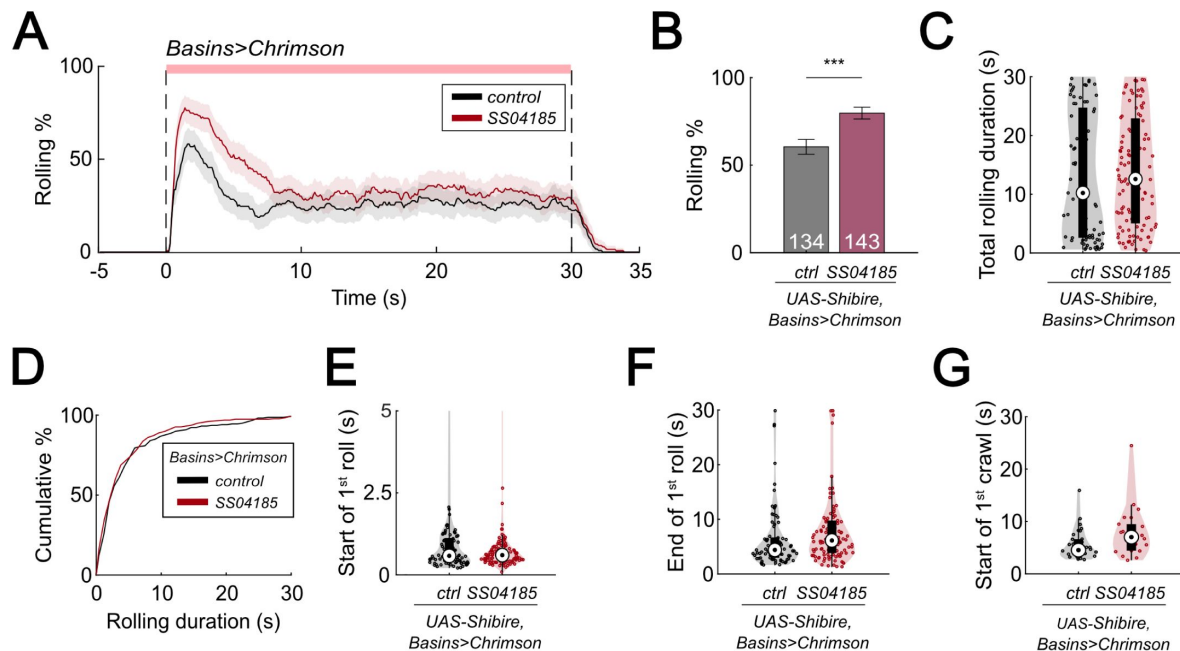 A
Basins>Chrimson
100
50
0
Rolling %
control
SS04185
-5
0
10
20
30
35
Time (s)
B
***
100
50
0
Rolling %
134
143
ctrl SS04185
UAS-Shibire,
Basins>Chrimson
C
30
20
10
0
Total rolling duration (s)
ctrl SS04185
UAS-Shibire,
Basins>Chrimson
D
100
50
0
Cumulative %
Basins>Chrimson
control
SS04185
0
10
20
30
Rolling duration (s)
E
5
2.5
0
Start of 1st roll (s)
ctrl SS04185
UAS-Shibire,
Basins>Chrimson
F
30
20
10
0
End of 1st roll (s)
ctrl SS04185
UAS-Shibire,
Basins>Chrimson
G
30
20
10
0
Start of 1st crawl (s)
ctrl SS04185
UAS-Shibire,
Basins>Chrimson